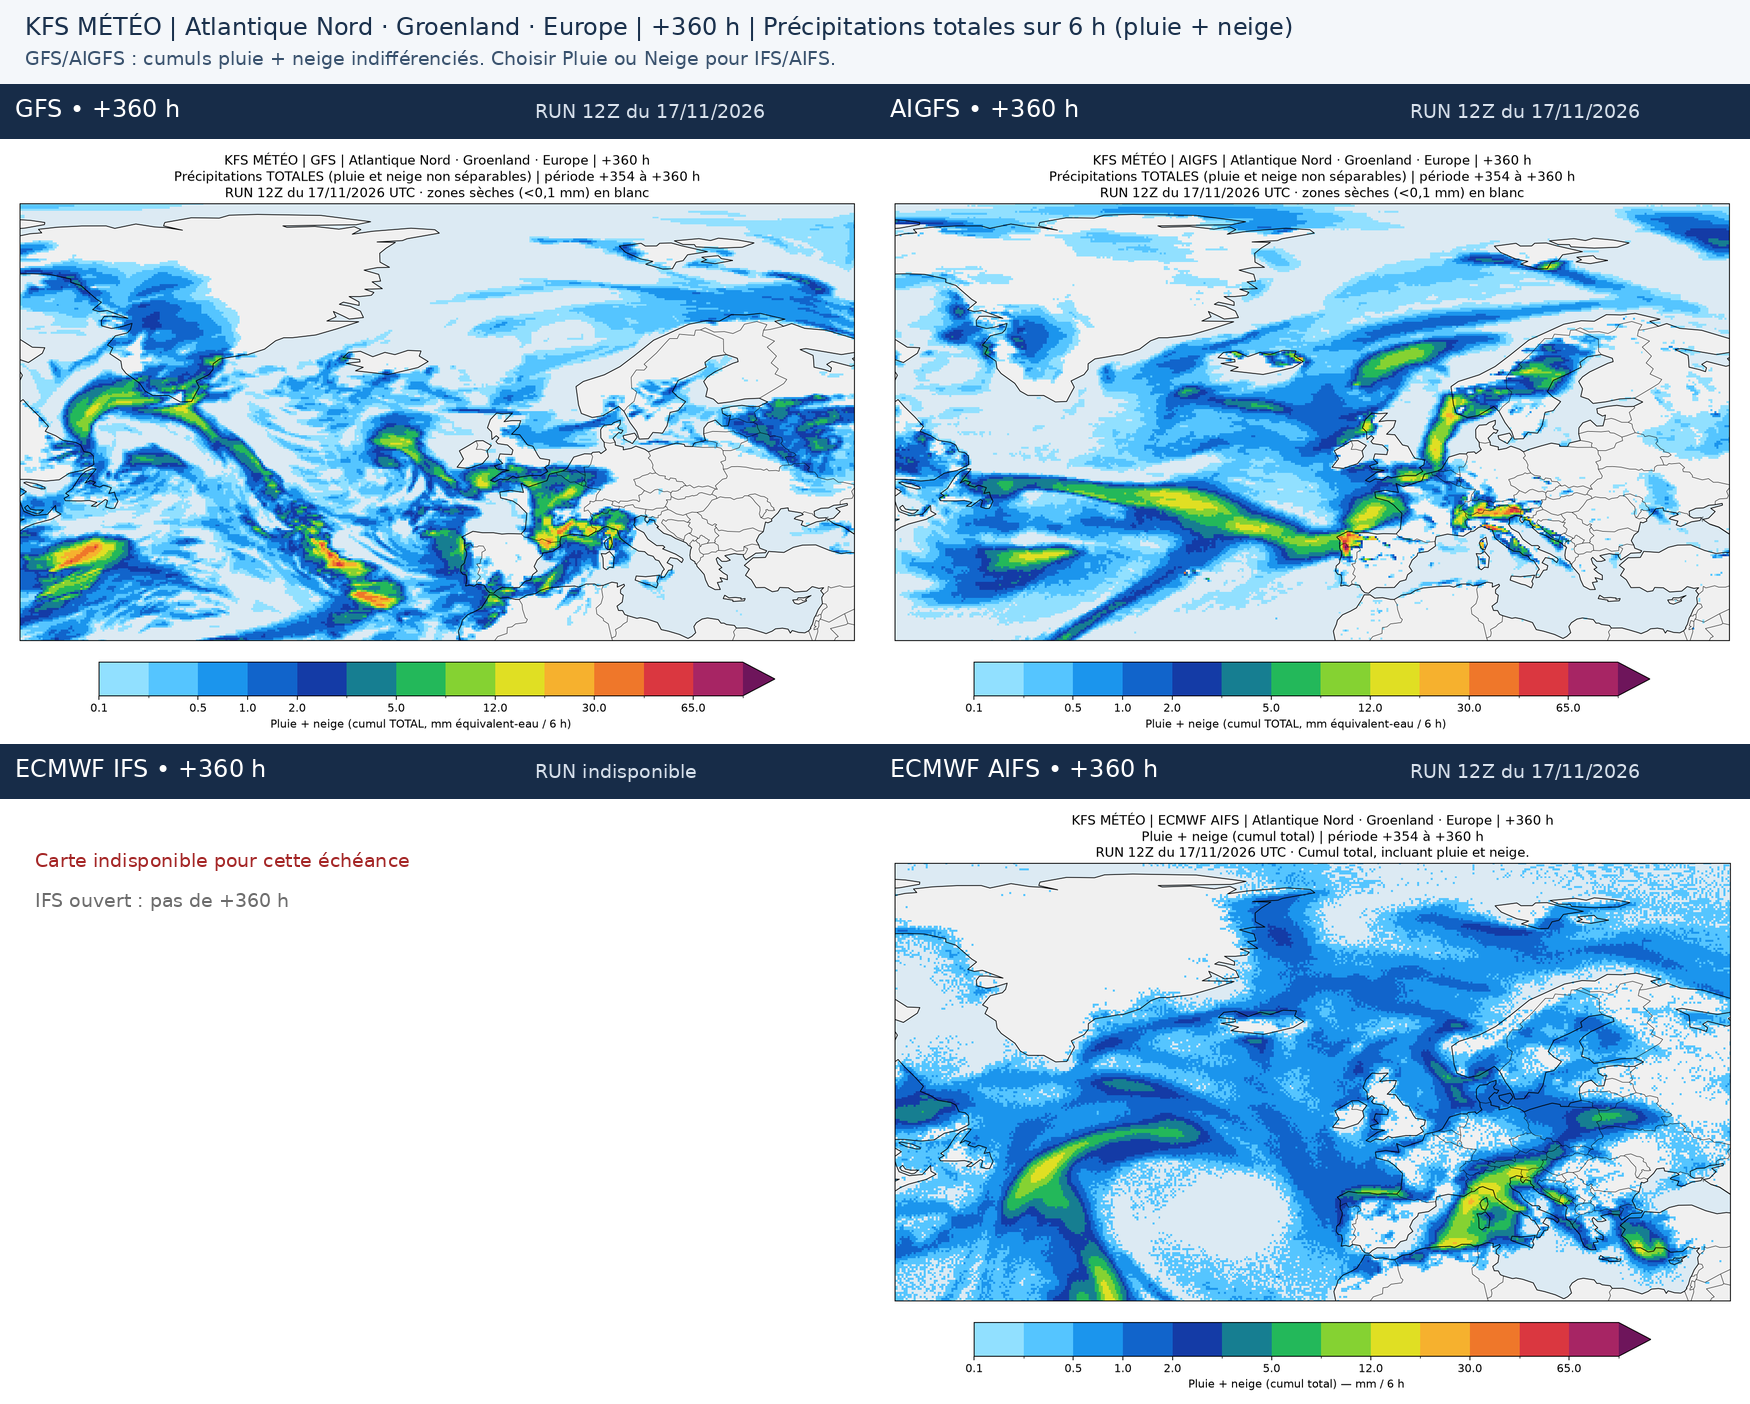 KFS MÉTÉO | Atlantique Nord · Groenland · Europe | +360 h | Précipitations totales sur 6 h (pluie + neige)
GFS/AIGFS : cumuls pluie + neige indifférenciés. Choisir Pluie ou Neige pour IFS/AIFS.
GFS • +360 h
RUN 12Z du 17/11/2026
KFS MÉTÉO | GFS | Atlantique Nord · Groenland · Europe | +360 h
Précipitations TOTALES (pluie et neige non séparables) | période +354 à +360 h
RUN 12Z du 17/11/2026 UTC · zones sèches (<0,1 mm) en blanc
0.1 0.5 1.0 2.0 5.0 12.0 30.0 65.0
Pluie + neige (cumul TOTAL, mm équivalent-eau / 6 h)
AIGFS • +360 h
RUN 12Z du 17/11/2026
KFS MÉTÉO | AIGFS | Atlantique Nord · Groenland · Europe | +360 h
Précipitations TOTALES (pluie et neige non séparables) | période +354 à +360 h
RUN 12Z du 17/11/2026 UTC · zones sèches (<0,1 mm) en blanc
0.1 0.5 1.0 2.0 5.0 12.0 30.0 65.0
Pluie + neige (cumul TOTAL, mm équivalent-eau / 6 h)
ECMWF IFS • +360 h
RUN indisponible
Carte indisponible pour cette échéance
IFS ouvert : pas de +360 h
ECMWF AIFS • +360 h
RUN 12Z du 17/11/2026
KFS MÉTÉO | ECMWF AIFS | Atlantique Nord · Groenland · Europe | +360 h
Pluie + neige (cumul total) | période +354 à +360 h
RUN 12Z du 17/11/2026 UTC · Cumul total, incluant pluie et neige.
0.1 0.5 1.0 2.0 5.0 12.0 30.0 65.0
Pluie + neige (cumul total) — mm / 6 h